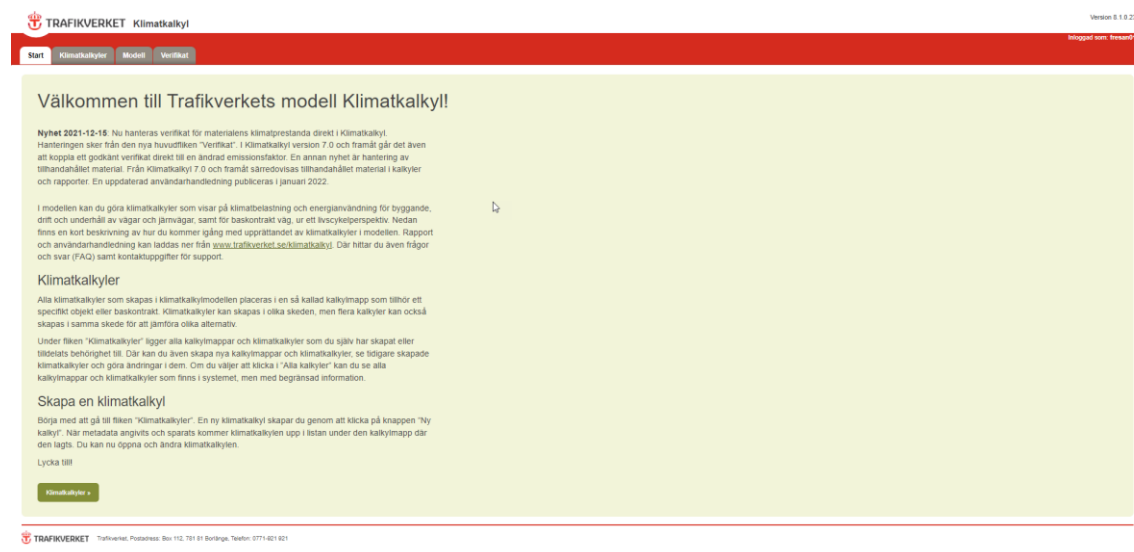 TRAFIKVERKET Klimatkalkyl
Inloggad som:
Start Klimatkalkyler Modell Verifikat
Välkommen till Trafikverkets modell Klimatkalkyl!
Nyhet 2021-12-15: Nu hanteras verifikat för materialens klimatprestanda direkt i Klimatkalkyl.
Hanteringen sker från den nya huvudfliken "Verifikat". I Klimatkalkyl version 7.0 och framåt går det även
att koppla ett godkänt verifikat direkt till en ändrad emissionsfaktor. En annan nyhet är hantering av
tillhandahållet material. Från Klimatkalkyl 7.0 och framåt särredovisas tillhandahållet material i kalkyler
och rapporter. En uppdaterad användarhandledning publiceras i januari 2022.
I modellen kan du göra klimatkalkyler som visar på klimatbelastning och energianvändning för byggande,
drift och underhåll av vägar och järnvägar, samt för baskontrakt väg, ur ett livscykelperspektiv. Nedan
finns en kort beskrivning av hur du kommer igång med upprättandet av klimatkalkyler i modellen. Rapport
och användarhandledning kan laddas ner från www.trafikverket.se/klimatkalkyl. Där hittar du även frågor
och svar (FAQ) samt kontaktuppgifter för support.
Klimatkalkyler
Alla klimatkalkyler som skapas i klimatkalkylmodellen placeras i en så kallad kalkylmapp som tillhör ett
specifikt objekt eller baskontrakt. Klimatkalkyler kan skapas i olika skeden, men flera kalkyler kan också
skapas i samma skede för att jämföra olika alternativ.
Under fliken "Klimatkalkyler" ligger alla kalkylmappar och klimatkalkyler som du själv har skapat eller
tilldelats behörighet till. Där kan du även skapa nya kalkylmappar och klimatkalkyler, se tidigare skapade
klimatkalkyler och göra ändringar i dem. Om du väljer att klicka i "Alla kalkyler" kan du se alla
kalkylmappar och klimatkalkyler som finns i systemet, men med begränsad information.
Skapa en klimatkalkyl
Börja med att gå till fliken "Klimatkalkyler". En ny klimatkalkyl skapar du genom att klicka på knappen "Ny
kalkyl". När metadata angivits och sparats kommer klimatkalkylen upp i listan under den kalkylmapp där
den lagts. Du kan nu öppna och ändra klimatkalkylen.
Lycka till!
Klimatkalkyler »
TRAFIKVERKET Trafikverket, Postadress: Box 112, 781 81 Borlänge, Telefon: 0771-921 921